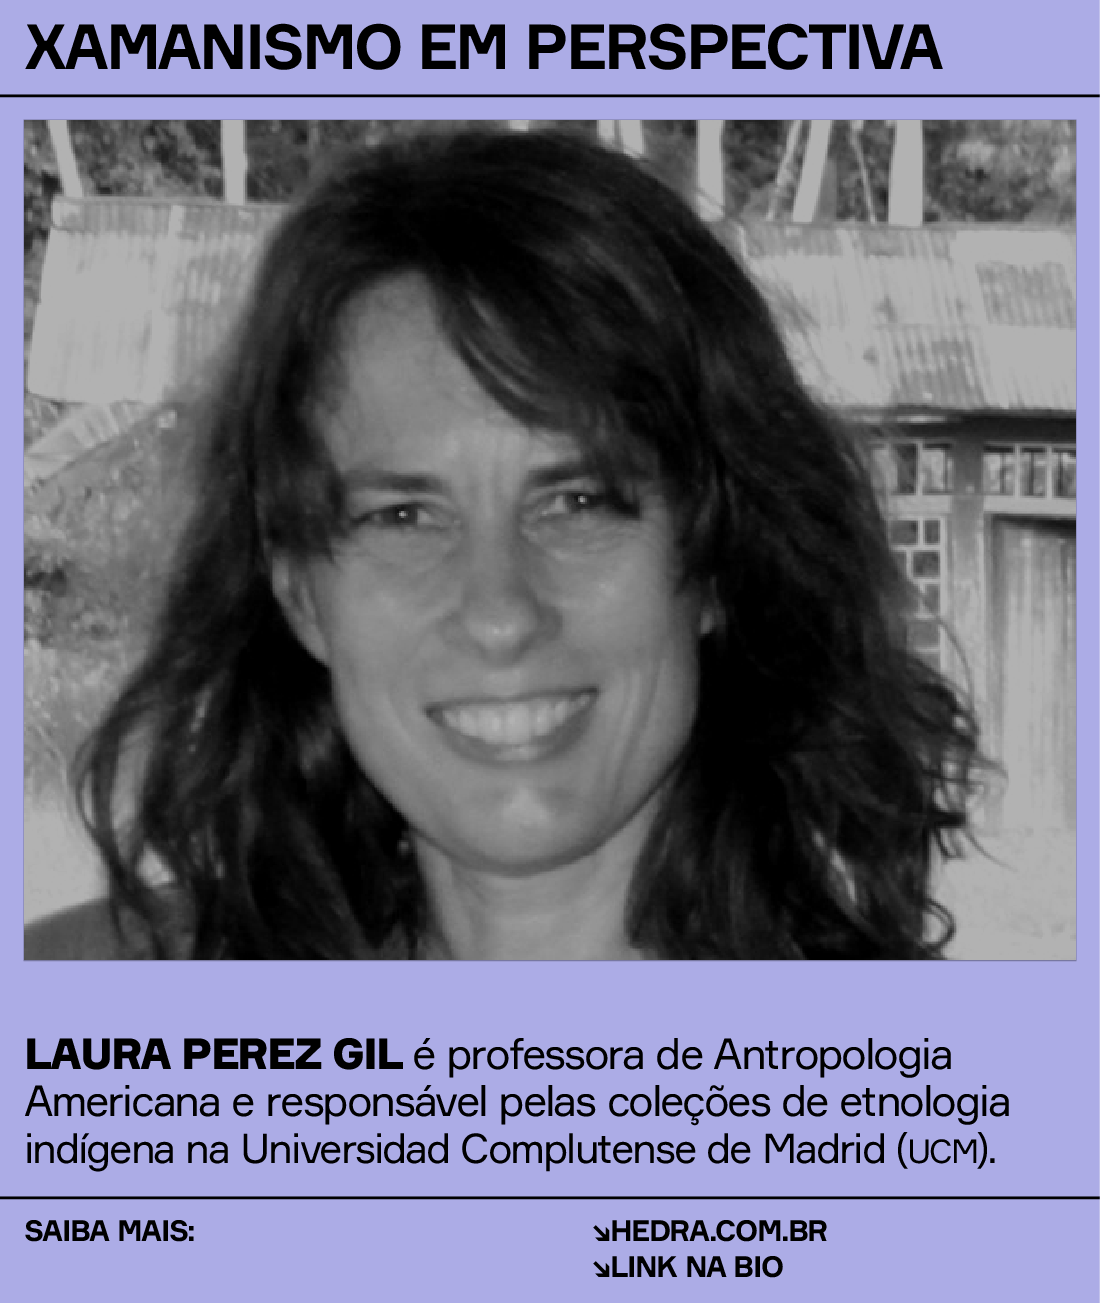 XAMANISMO EM PERSPECTIVA
LAURA PEREZ GIL é professora de Antropologia
Americana e responsável pelas coleções de etnologia
indígena na Universidad Complutense de Madrid (UCM).
SAIBA MAIS:
↘HEDRA.COM.BR
↘LINK NA BIO